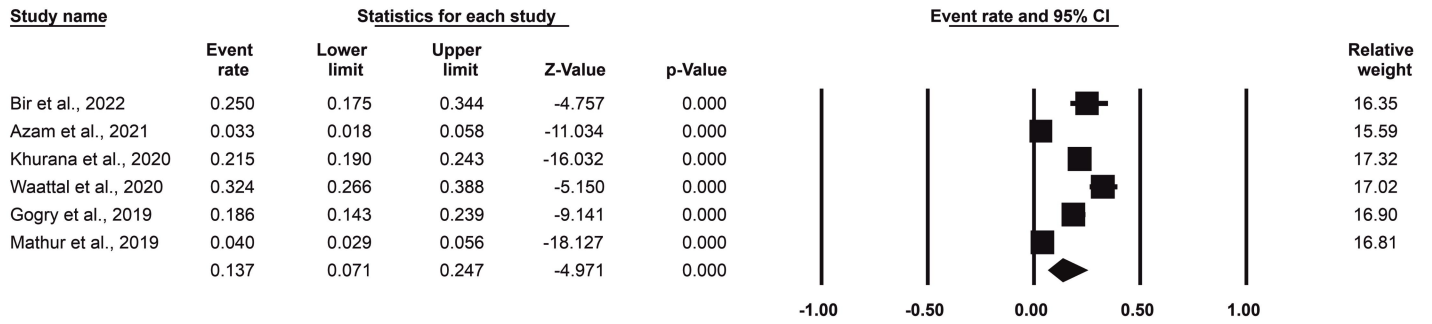 Study name Statistics for each study Event rate and 95% CI
Event rate Lower limit Upper limit Z-Value p-Value Relative weight
Bir et al., 2022 0.250 0.175 0.344 -4.757 0.000 16.35
Azam et al., 2021 0.033 0.018 0.058 -11.034 0.000 15.59
Khurana et al., 2020 0.215 0.190 0.243 -16.032 0.000 17.32
Waattal et al., 2020 0.324 0.266 0.388 -5.150 0.000 17.02
Gogry et al., 2019 0.186 0.143 0.239 -9.141 0.000 16.90
Mathur et al., 2019 0.040 0.029 0.056 -18.127 0.000 16.81
0.137 0.071 0.247 -4.971 0.000
-1.00 -0.50 0.00 0.50 1.00